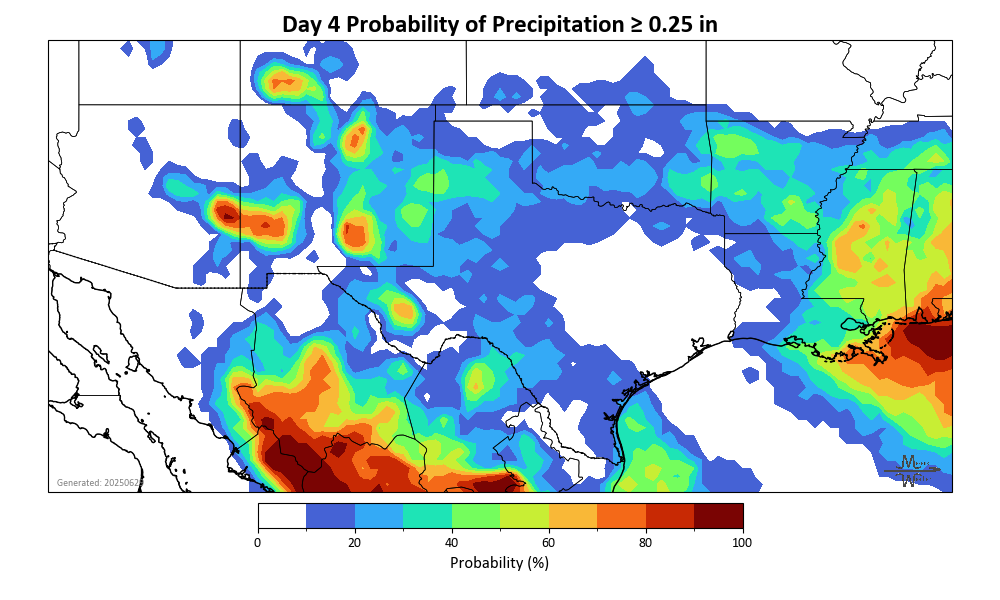 Day 4 Probability of Precipitation ≥ 0.25 in
Generated: 2025062
0 20 40 60 80 100
Probability (%)